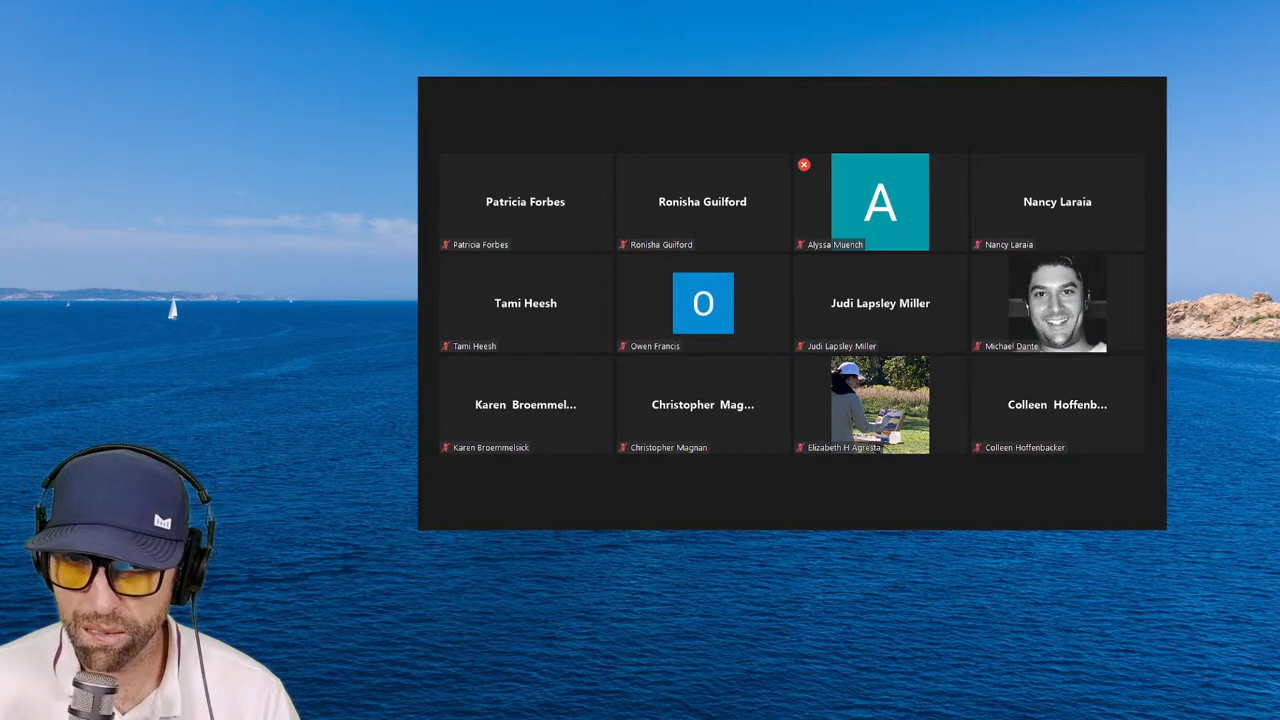 Patricia Forbes
Patricia Forbes
Ronisha Guilford
Ronisha Guilford
A
Alyssa Muench
Nancy Laraia
Nancy Laraia
Tami Heesh
Tami Heesh
O
Owen Francis
Judi Lapsley Miller
Judi Lapsley Miller
Michael Dante
Karen Broemmel...
Karen Broemmelsick
Christopher Mag...
Christopher Magnan
Elizabeth H Agresta
Colleen Hoffenb...
Colleen Hoffenbacker